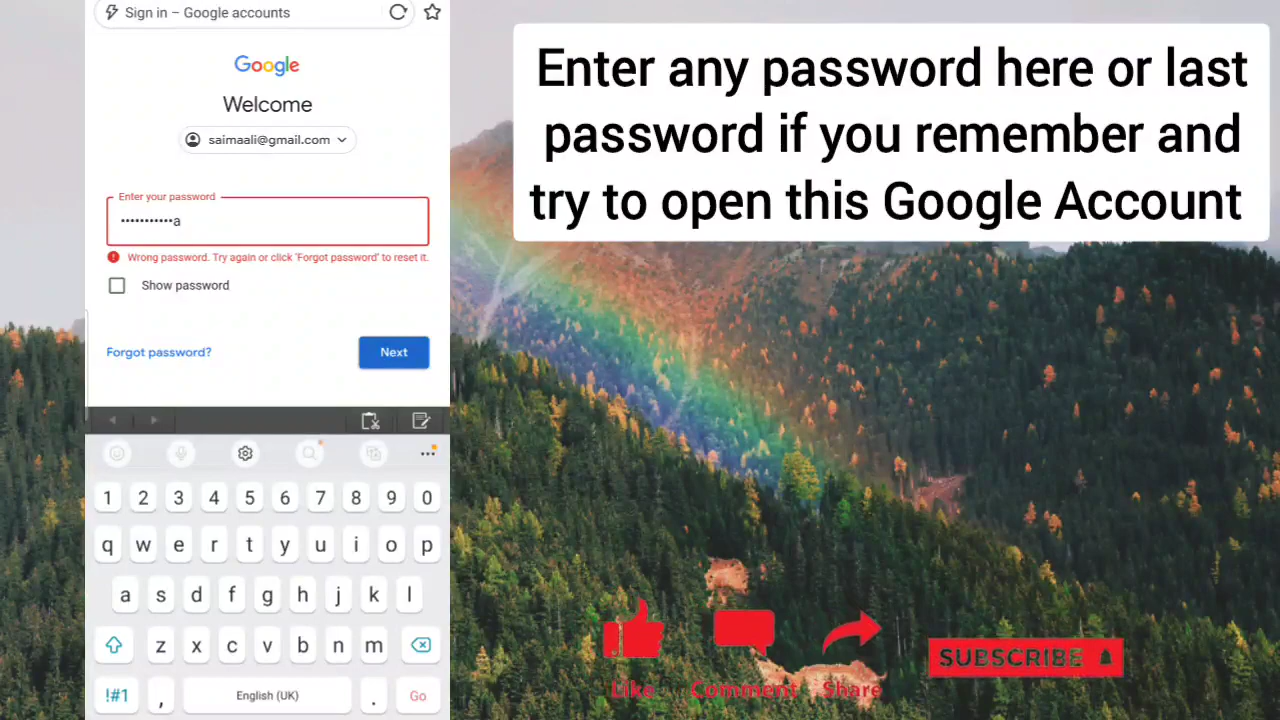 Sign in – Google accounts
Google
Welcome
saimaali@gmail.com
Enter your password
•••••••••••a
Wrong password. Try again or click 'Forgot password' to reset it.
Show password
Forgot password?
Next
1 2 3 4 5 6 7 8 9 0
q w e r t y u i o p
a s d f g h j k l
z x c v b n m
!#1 , English (UK) . Go
Enter any password here or last
password if you remember and
try to open this Google Account
SUBSCRIBE
Like Comment Share